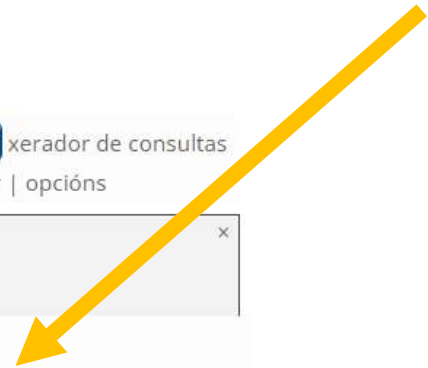 xerador de consultas
| opcións
×